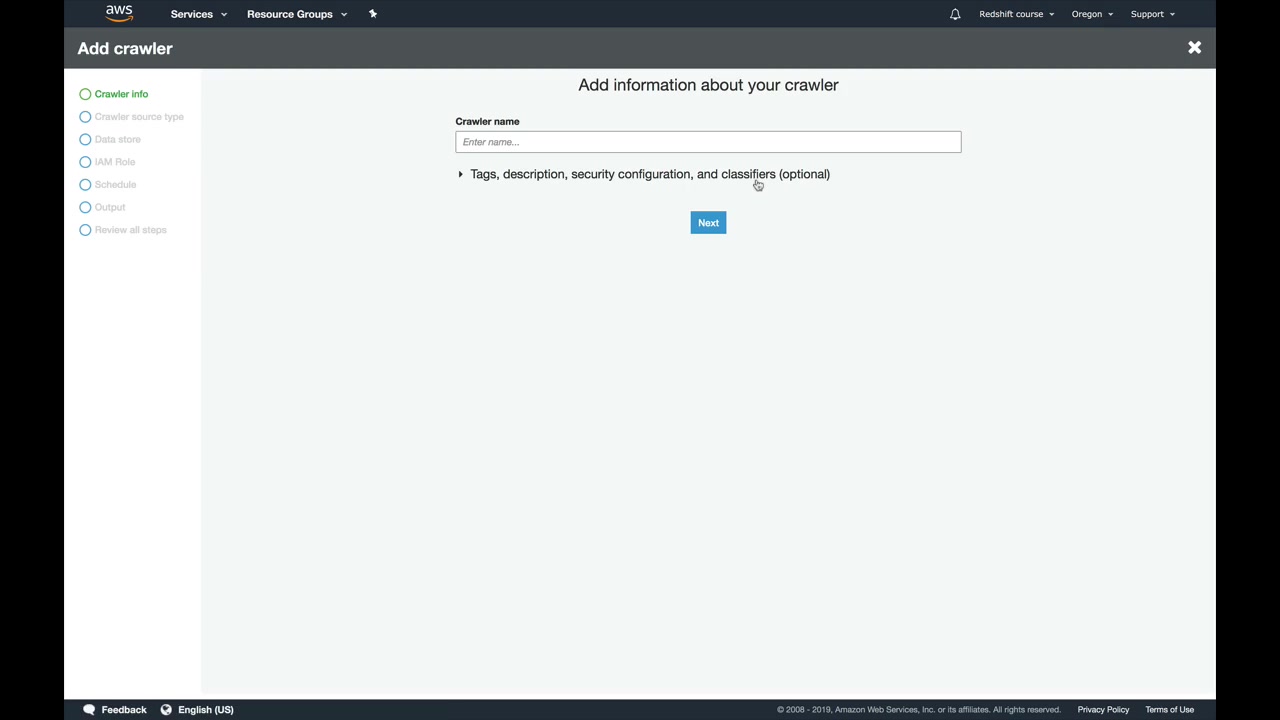 aws
Services
Resource Groups
Redshift course
Oregon
Support
Add crawler
Crawler info
Crawler source type
Data store
IAM Role
Schedule
Output
Review all steps
Add information about your crawler
Crawler name
Enter name...
Tags, description, security configuration, and classifiers (optional)
Next
Feedback
English (US)
© 2008 - 2019, Amazon Web Services, Inc. or its affiliates. All rights reserved.
Privacy Policy
Terms of Use